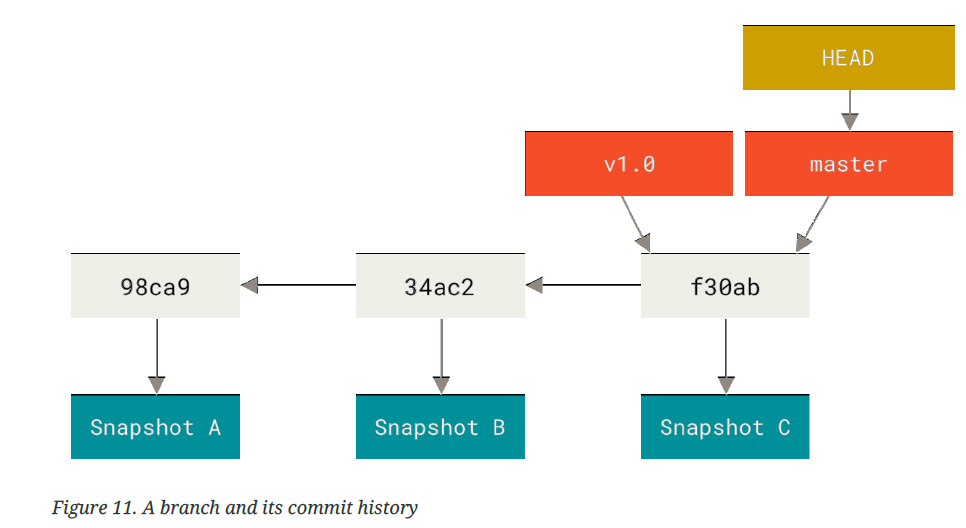 HEAD
v1.0
master
98ca9
34ac2
f30ab
Snapshot A
Snapshot B
Snapshot C
Figure 11. A branch and its commit history